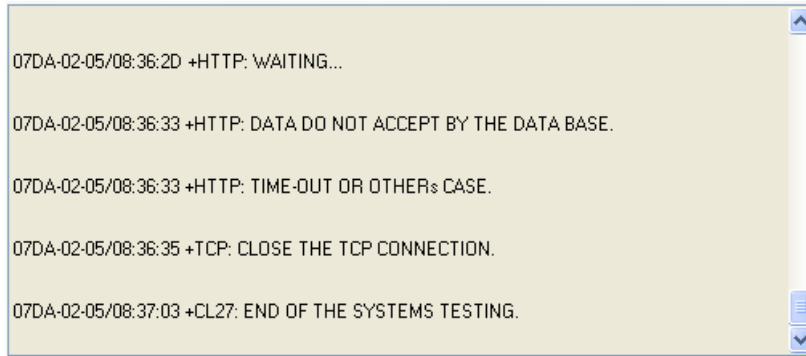 07DA-02-05/08:36:2D +HTTP: WAITING...
07DA-02-05/08:36:33 +HTTP: DATA DO NOT ACCEPT BY THE DATA BASE.
07DA-02-05/08:36:33 +HTTP: TIME-OUT OR OTHERs CASE.
07DA-02-05/08:36:35 +TCP: CLOSE THE TCP CONNECTION.
07DA-02-05/08:37:03 +CL27: END OF THE SYSTEMS TESTING.